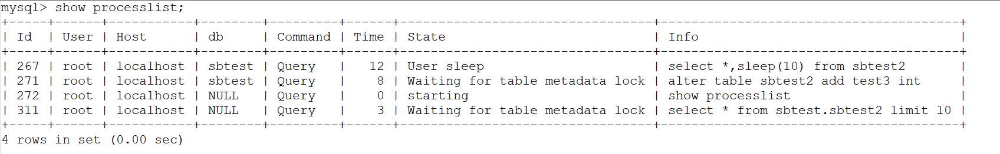 mysql> show processlist;
+-----+------+-----------+--------+---------+------+---------------------------------+---------------------------------------+
| Id  | User | Host      | db     | Command | Time | State                           | Info                                  |
+-----+------+-----------+--------+---------+------+---------------------------------+---------------------------------------+
| 267 | root | localhost | sbtest | Query   |   12 | User sleep                      | select *,sleep(10) from sbtest2       |
| 271 | root | localhost | sbtest | Query   |    8 | Waiting for table metadata lock | alter table sbtest2 add test3 int     |
| 272 | root | localhost | NULL   | Query   |    0 | starting                        | show processlist                      |
| 311 | root | localhost | NULL   | Query   |    3 | Waiting for table metadata lock | select * from sbtest.sbtest2 limit 10 |
+-----+------+-----------+--------+---------+------+---------------------------------+---------------------------------------+
4 rows in set (0.00 sec)